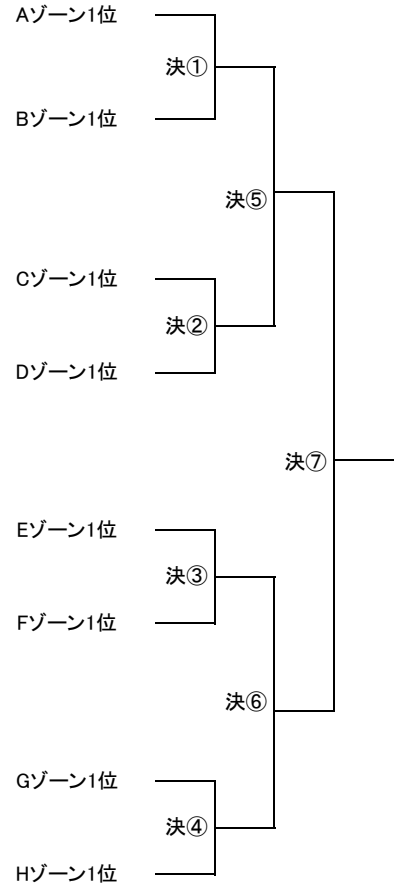 Aゾーン1位
決①
Bゾーン1位
決⑤
Cゾーン1位
決②
Dゾーン1位
決⑦
Eゾーン1位
決③
Fゾーン1位
決⑥
Gゾーン1位
決④
Hゾーン1位